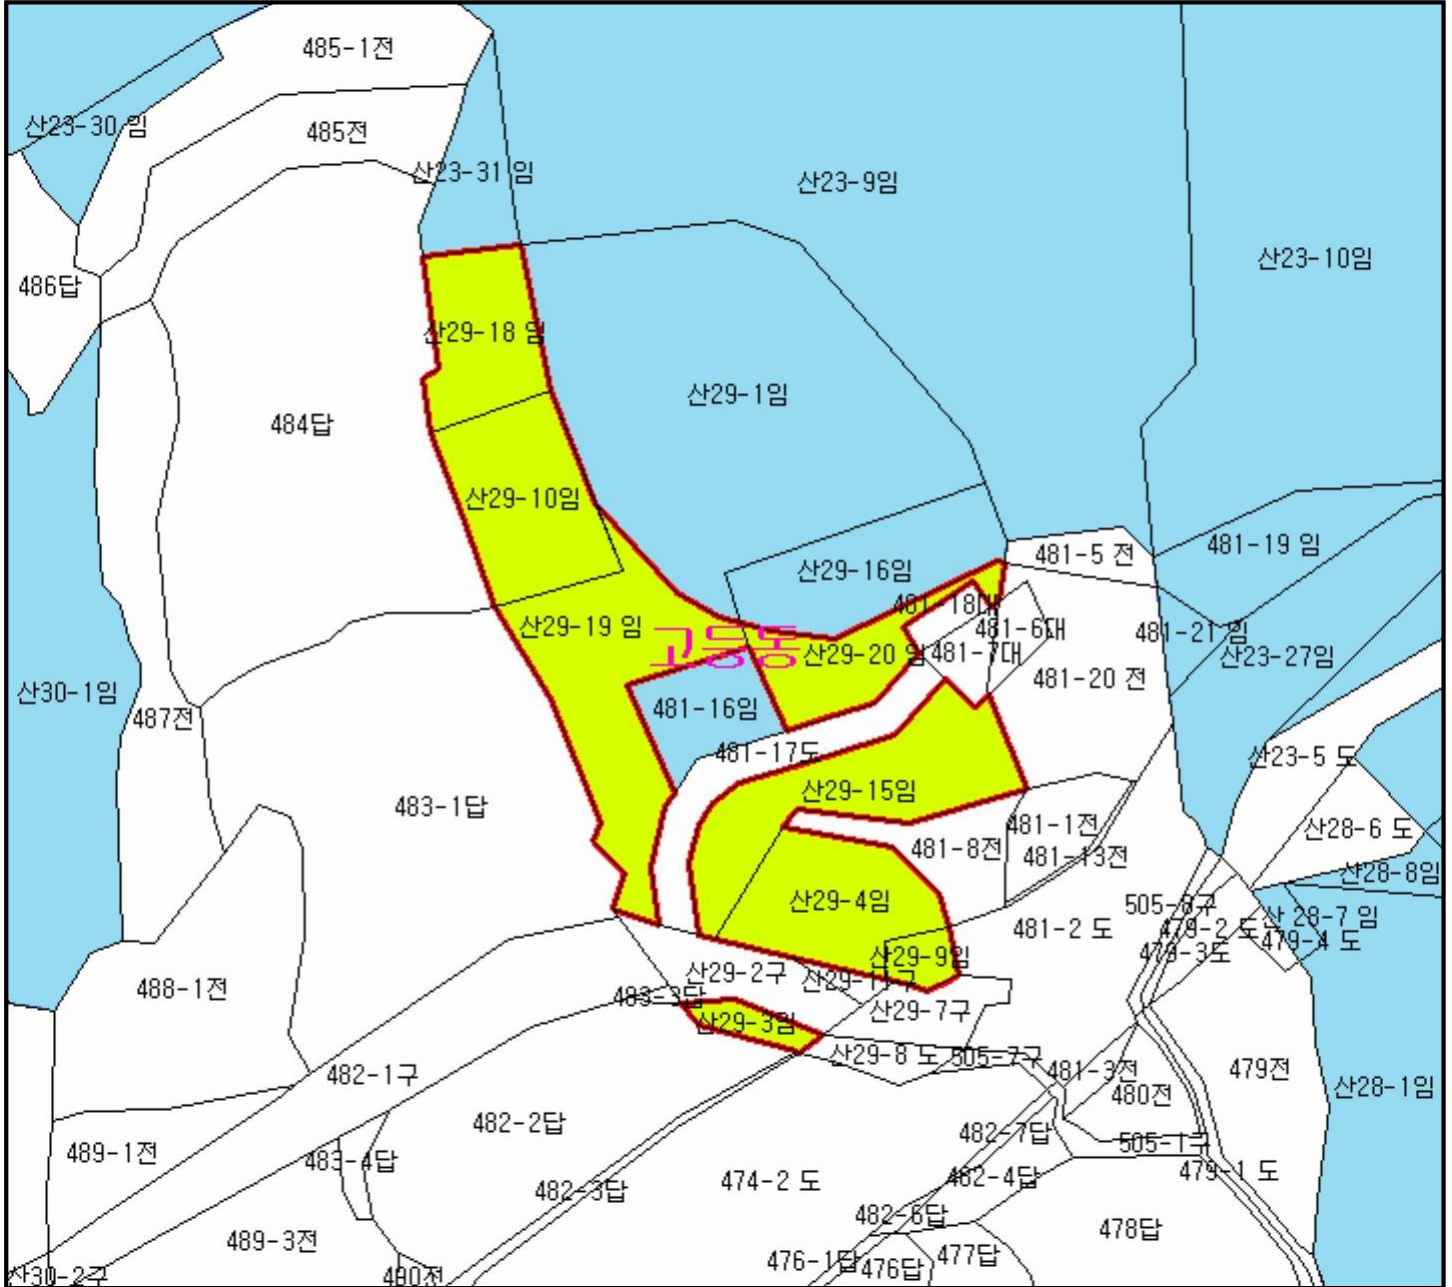 485-1전
산23-30 임
485전
산23-31 임
산23-9임
산23-10임
486답
산29-18 임
산29-1임
484답
산29-10임
481-5 전
481-19 임
산29-16임
481-18대
산29-19 임
고등동
481-6대
481-21 임
산29-20 임
481-7대
산23-27임
481-20 전
산30-1임
487전
481-16임
481-17도
산23-5 도
산29-15임
483-1답
481-1전
산28-6 도
481-8전
481-13전
산28-8임
산29-4임
505-8구
산 28-7 임
481-2 도
479-2 도
479-4 도
479-3도
산29-9임
산29-2구
산29-11구
488-1전
483-3답
산29-7구
산29-3임
산29-8 도
505-7구
482-1구
481-3전
479전
480전
산28-1임
482-2답
482-7답
505-1구
489-1전
483-4답
479-1 도
482-3답
474-2 도
482-4답
482-6답
478답
489-3전
476-1답
476답
477답
산30-2구
490전